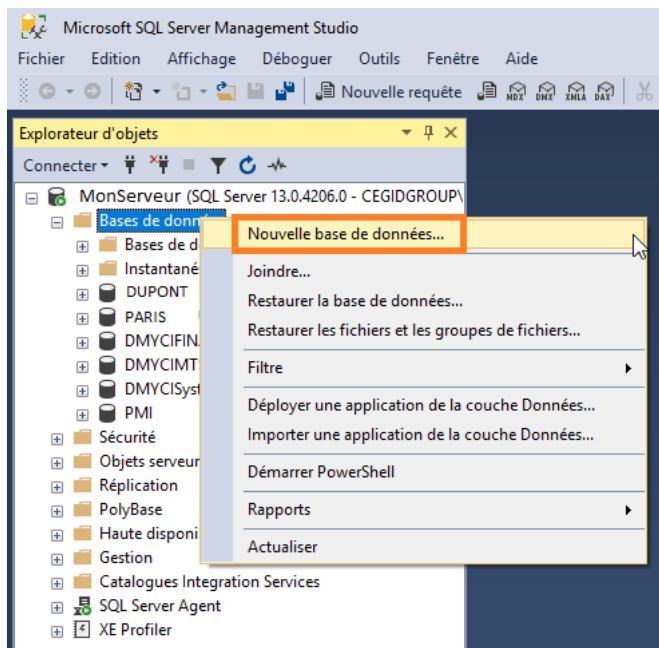 Microsoft SQL Server Management Studio
Fichier Edition Affichage Déboguer Outils Fenêtre Aide
Nouvelle requête MDX DMX XMLA DAX
Explorateur d'objets
Connecter
MonServeur (SQL Server 13.0.4206.0 - CEGIDGROUP\
Bases de donn
Nouvelle base de données...
Bases de d
Instantané
Joindre...
DUPONT
Restaurer la base de données...
PARIS
Restaurer les fichiers et les groupes de fichiers...
DMYCIFIN
DMYCIMT
Filtre
DMYCISyst
PMI
Déployer une application de la couche Données...
Sécurité
Importer une application de la couche Données...
Objets serveur
Démarrer PowerShell
Réplication
PolyBase
Rapports
Haute disponi
Gestion
Actualiser
Catalogues Integration Services
SQL Server Agent
XE Profiler